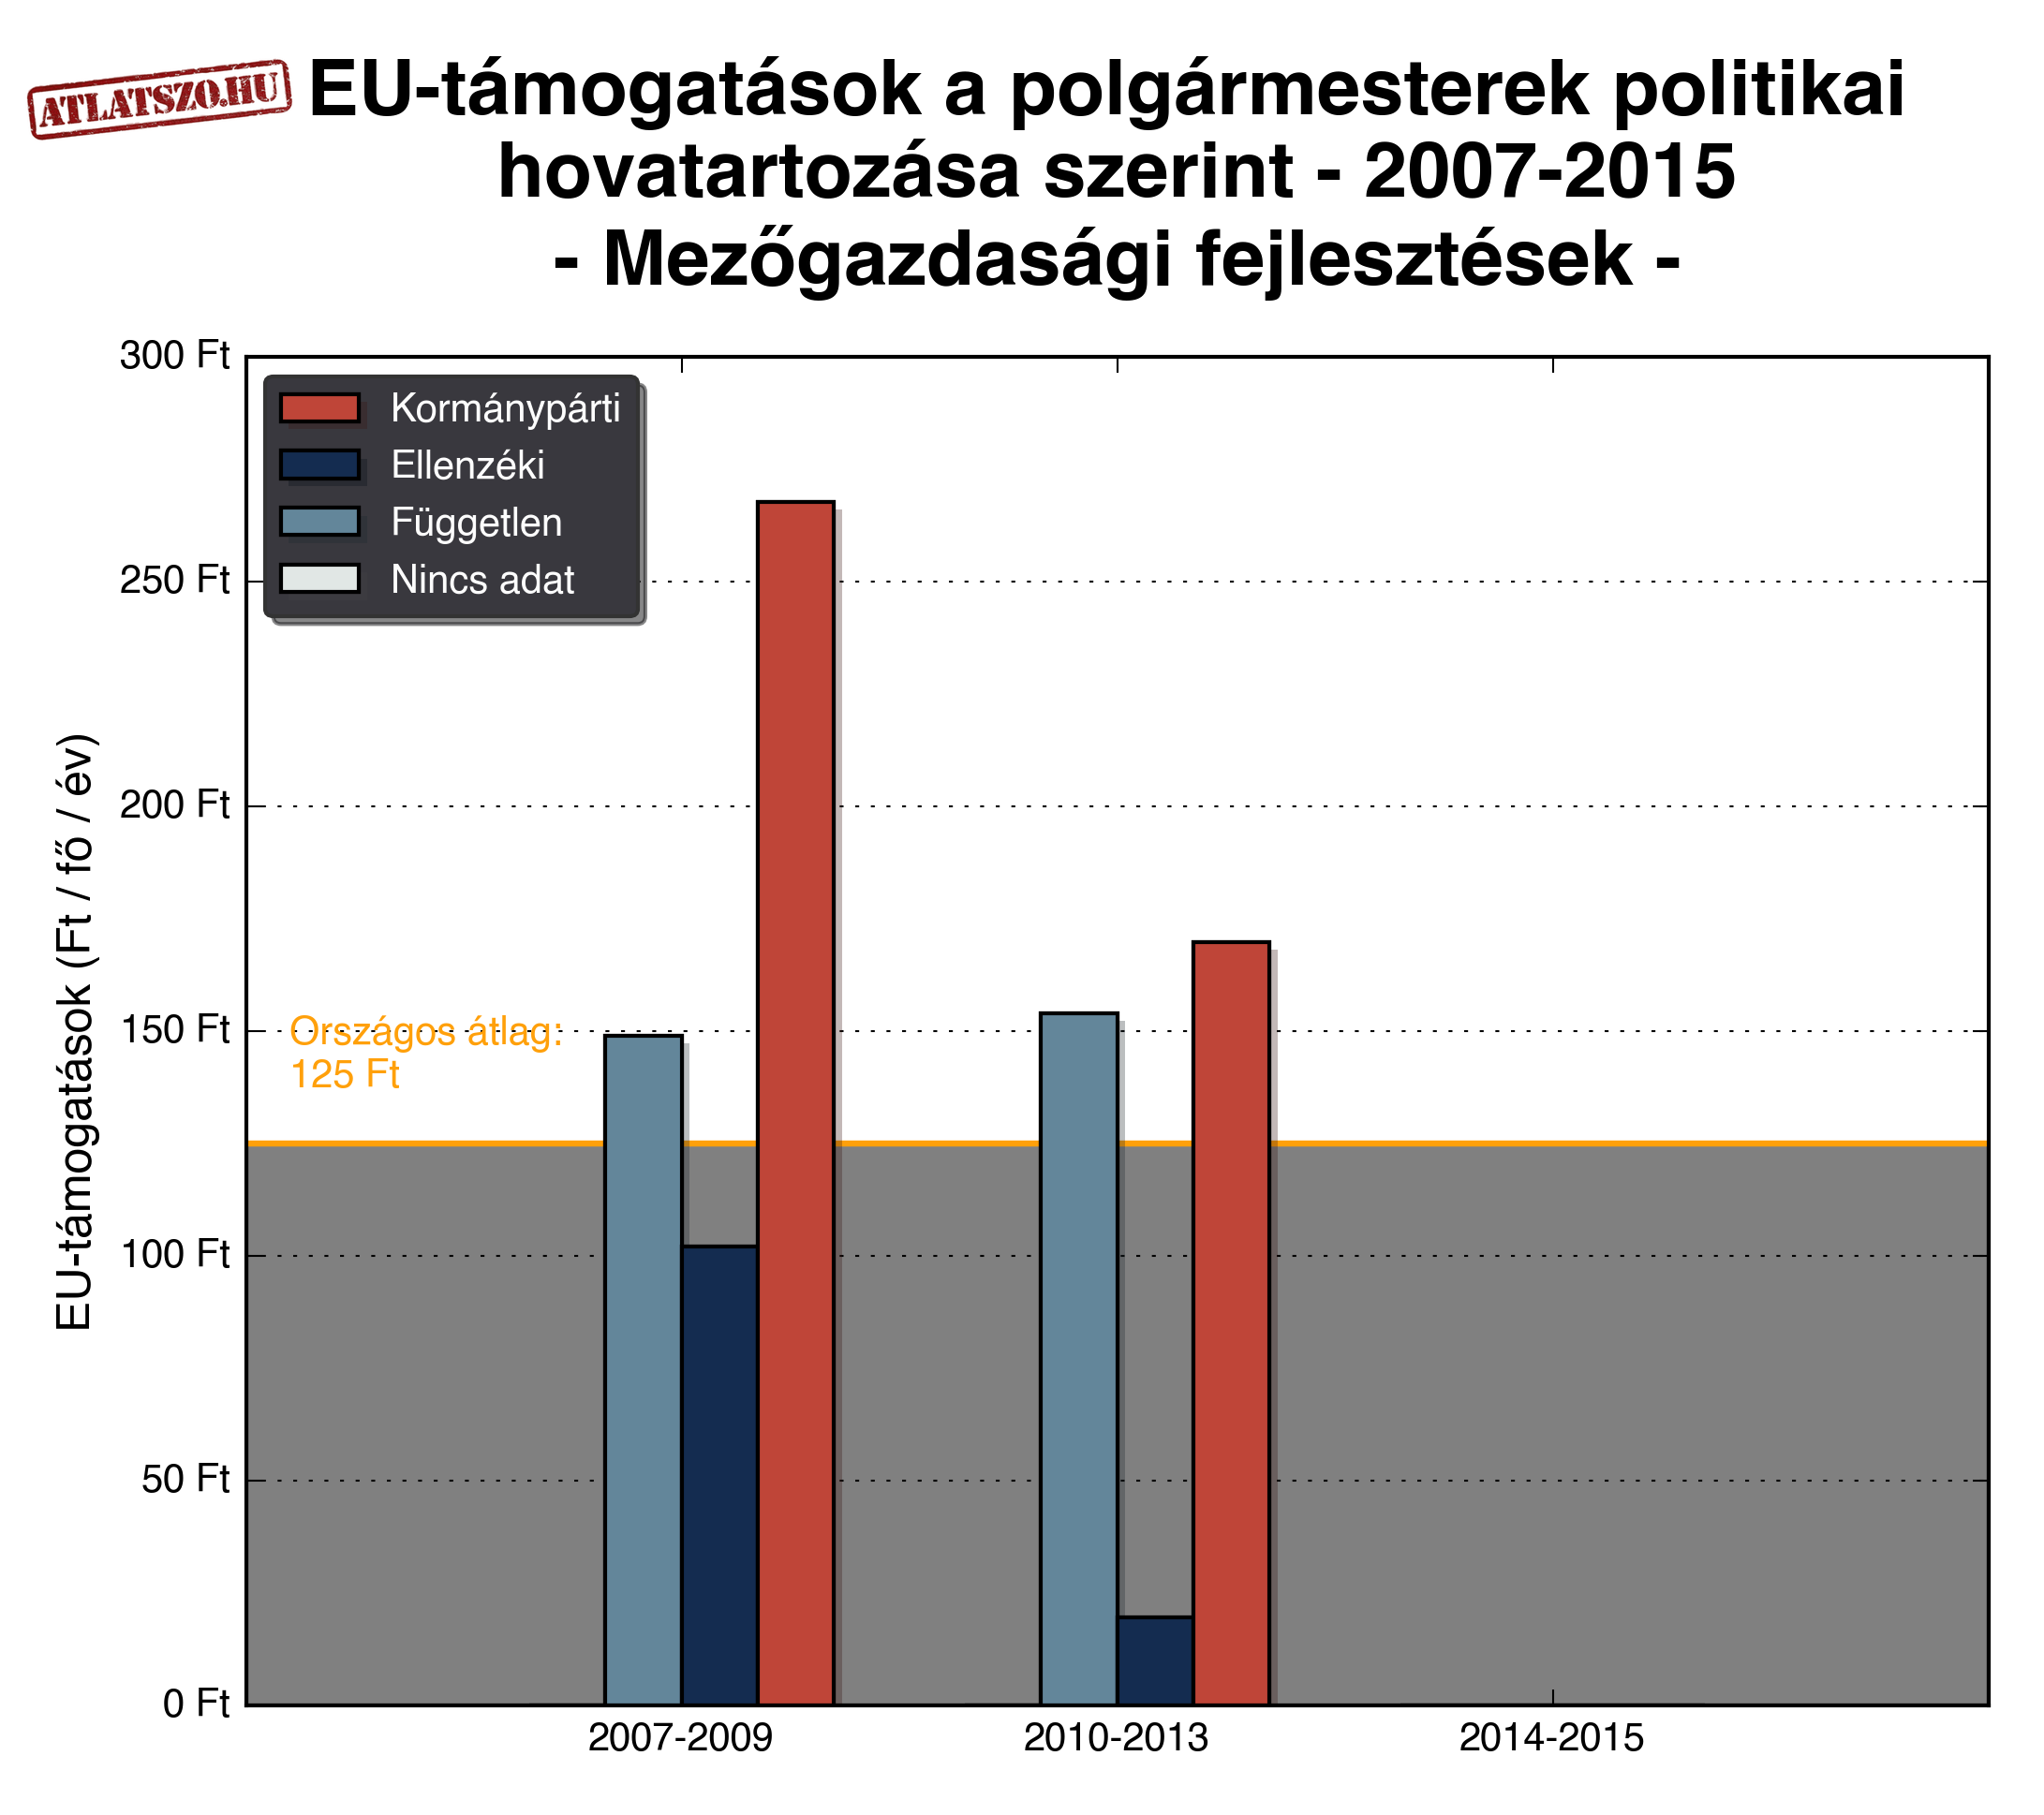 ATLATSZO.HU
EU-támogatások a polgármesterek politikai
hovatartozása szerint - 2007-2015
- Mezőgazdasági fejlesztések -
300 Ft
250 Ft
200 Ft
150 Ft
100 Ft
50 Ft
0 Ft
EU-támogatások (Ft / fő / év)
Kormánypárti
Ellenzéki
Független
Nincs adat
Országos átlag:
125 Ft
2007-2009
2010-2013
2014-2015